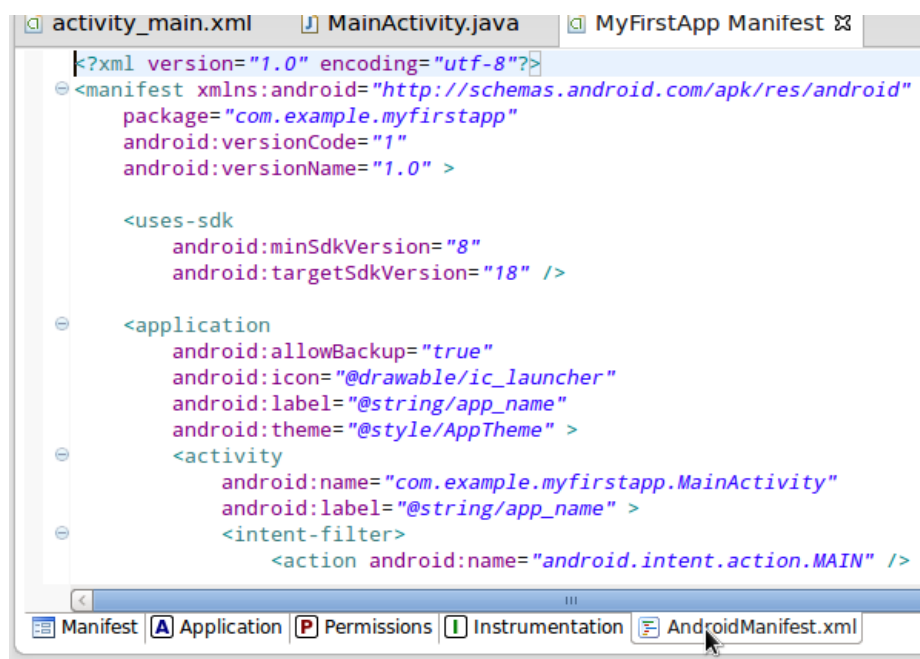 activity_main.xml MainActivity.java MyFirstApp Manifest
<?xml version="1.0" encoding="utf-8"?>
<manifest xmlns:android="http://schemas.android.com/apk/res/android"
    package="com.example.myfirstapp"
    android:versionCode="1"
    android:versionName="1.0" >

    <uses-sdk
        android:minSdkVersion="8"
        android:targetSdkVersion="18" />

    <application
        android:allowBackup="true"
        android:icon="@drawable/ic_launcher"
        android:label="@string/app_name"
        android:theme="@style/AppTheme" >
        <activity
            android:name="com.example.myfirstapp.MainActivity"
            android:label="@string/app_name" >
            <intent-filter>
                <action android:name="android.intent.action.MAIN" />
Manifest A Application P Permissions I Instrumentation AndroidManifest.xml